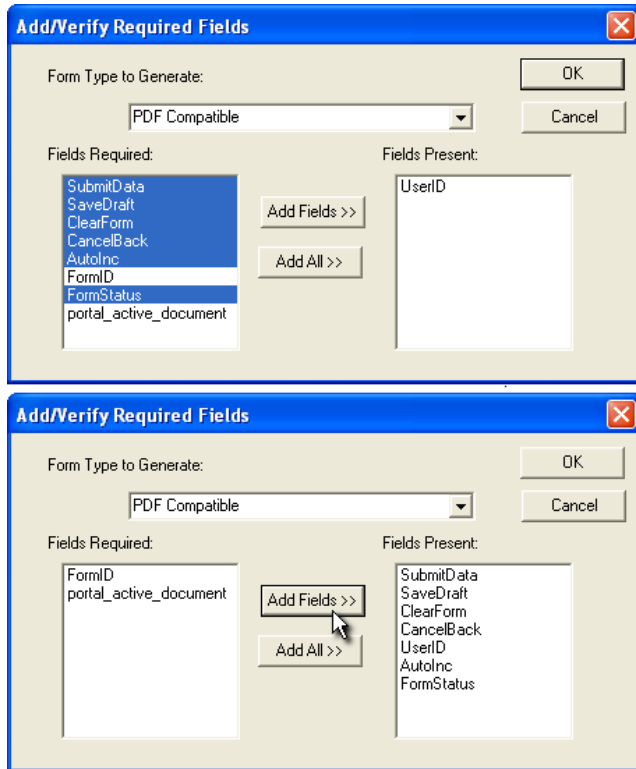 Add/Verify Required Fields
Form Type to Generate:
OK
PDF Compatible
Cancel
Fields Required:
Fields Present:
SubmitData
SaveDraft
ClearForm
CancelBack
AutoInc
FormID
FormStatus
portal_active_document
Add Fields >>
Add All >>
UserID
Add/Verify Required Fields
Form Type to Generate:
OK
PDF Compatible
Cancel
Fields Required:
Fields Present:
FormID
portal_active_document
Add Fields >>
Add All >>
SubmitData
SaveDraft
ClearForm
CancelBack
UserID
AutoInc
FormStatus